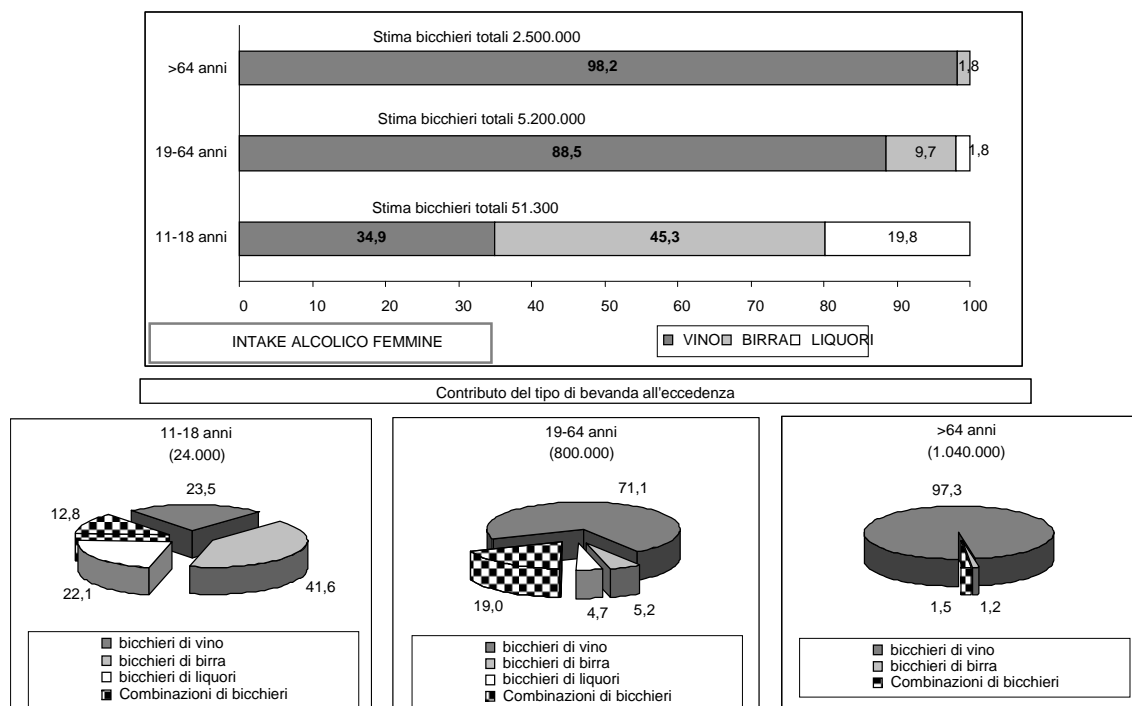 Stima bicchieri totali 2.500.000
>64 anni
98,2
1,8
Stima bicchieri totali 5.200.000
19-64 anni
88,5
9,7
1,8
Stima bicchieri totali 51.300
11-18 anni
34,9
45,3
19,8
0 10 20 30 40 50 60 70 80 90 100
INTAKE ALCOLICO FEMMINE
VINO BIRRA LIQUORI
Contributo del tipo di bevanda all'eccedenza
11-18 anni
(24.000)
23,5
12,8
22,1
41,6
bicchieri di vino
bicchieri di birra
bicchieri di liquori
Combinazioni di bicchieri
19-64 anni
(800.000)
71,1
19,0
4,7
5,2
bicchieri di vino
bicchieri di birra
bicchieri di liquori
Combinazioni di bicchieri
>64 anni
(1.040.000)
97,3
1,5
1,2
bicchieri di vino
bicchieri di birra
Combinazioni di bicchieri